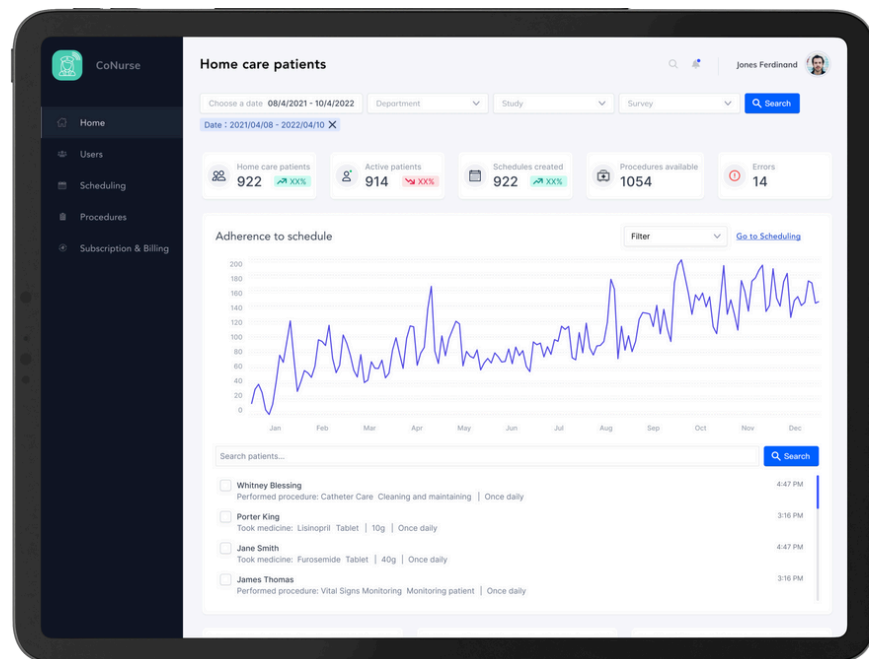 CoNurse
Home
Users
Scheduling
Procedures
Subscription & Billing
Home care patients
Jones Ferdinand
Choose a date 08/4/2021 - 10/4/2022
Department
Study
Survey
Search
Date : 2021/04/08 - 2022/04/10 X
Home care patients
922 XX%
Active patients
914 XX%
Schedules created
922 XX%
Procedures available
1054
Errors
14
Adherence to schedule
Filter
Go to Scheduling
200
180
160
140
120
100
80
60
40
20
0
Jan Feb Mar Apr May Jun Jul Aug Sep Oct Nov Dec
Search patients...
Search
Whitney Blessing 4:47 PM
Performed procedure: Catheter Care Cleaning and maintaining | Once daily
Porter King 3:16 PM
Took medicine: Lisinopril Tablet | 10g | Once daily
Jane Smith 4:47 PM
Took medicine: Furosemide Tablet | 40g | Once daily
James Thomas 3:16 PM
Performed procedure: Vital Signs Monitoring Monitoring patient | Once daily